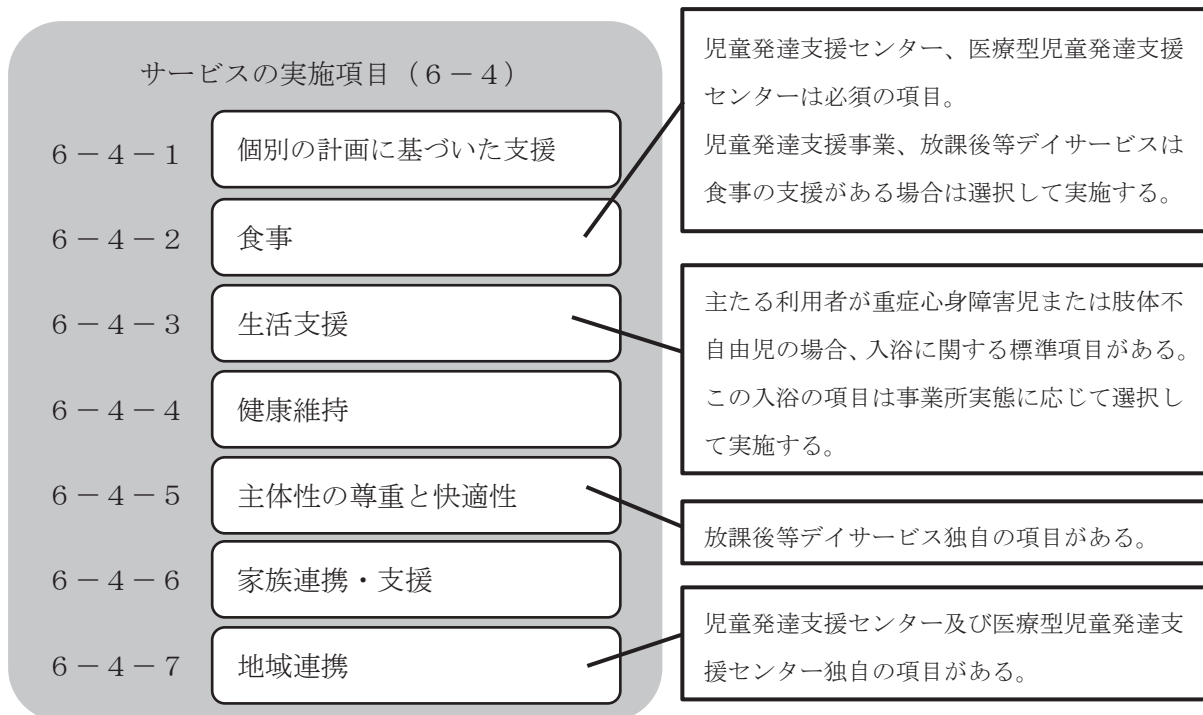 サービスの実施項目（６－４）
６－４－１ 個別の計画に基づいた支援
６－４－２ 食事
６－４－３ 生活支援
６－４－４ 健康維持
６－４－５ 主体性の尊重と快適性
６－４－６ 家族連携・支援
６－４－７ 地域連携
児童発達支援センター、医療型児童発達支援
センターは必須の項目。
児童発達支援事業、放課後等デイサービスは
食事の支援がある場合は選択して実施する。
主たる利用者が重症心身障害児または肢体不
自由児の場合、入浴に関する標準項目がある。
この入浴の項目は事業所実態に応じて選択し
て実施する。
放課後等デイサービス独自の項目がある。
児童発達支援センター及び医療型児童発達支
援センター独自の項目がある。